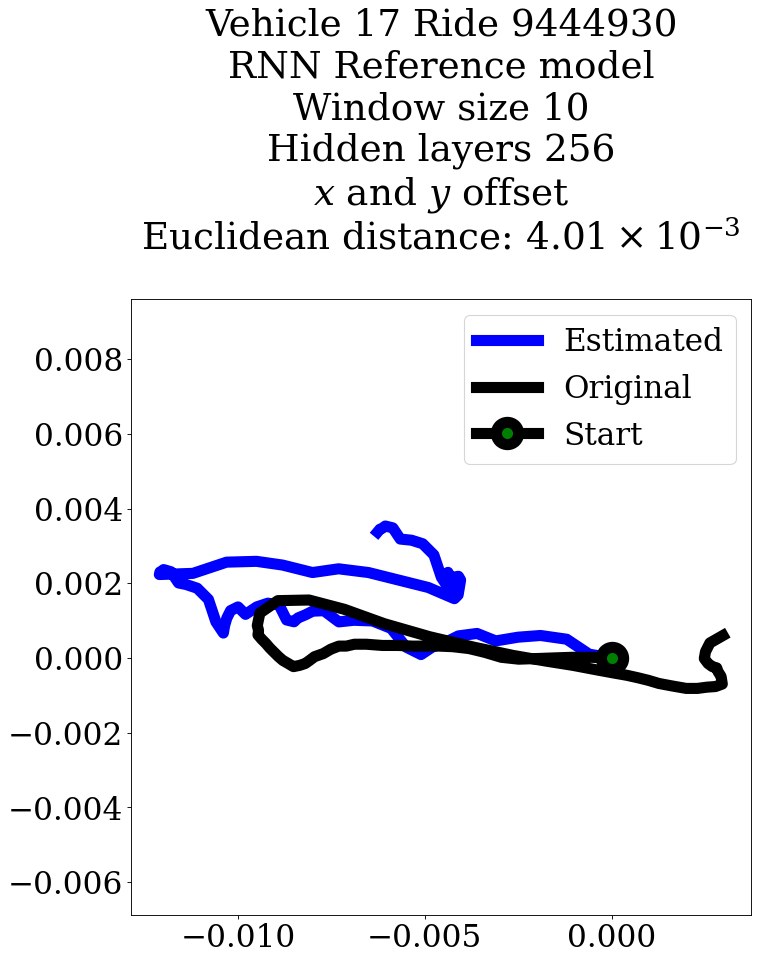 Vehicle 17 Ride 9444930
RNN Reference model
Window size 10
Hidden layers 256
x and y offset
Euclidean distance: 4.01 × 10⁻³
Estimated
Original
Start
0.008
0.006
0.004
0.002
0.000
−0.002
−0.004
−0.006
−0.010
−0.005
0.000